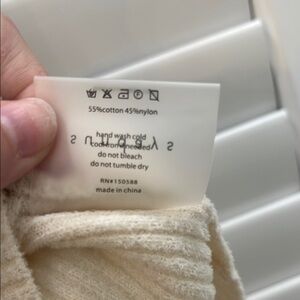 55%cotton 45%nylon
hand wash cold
sundays
cool iron needed
do not bleach
do not tumble dry
RN#150588
made in china